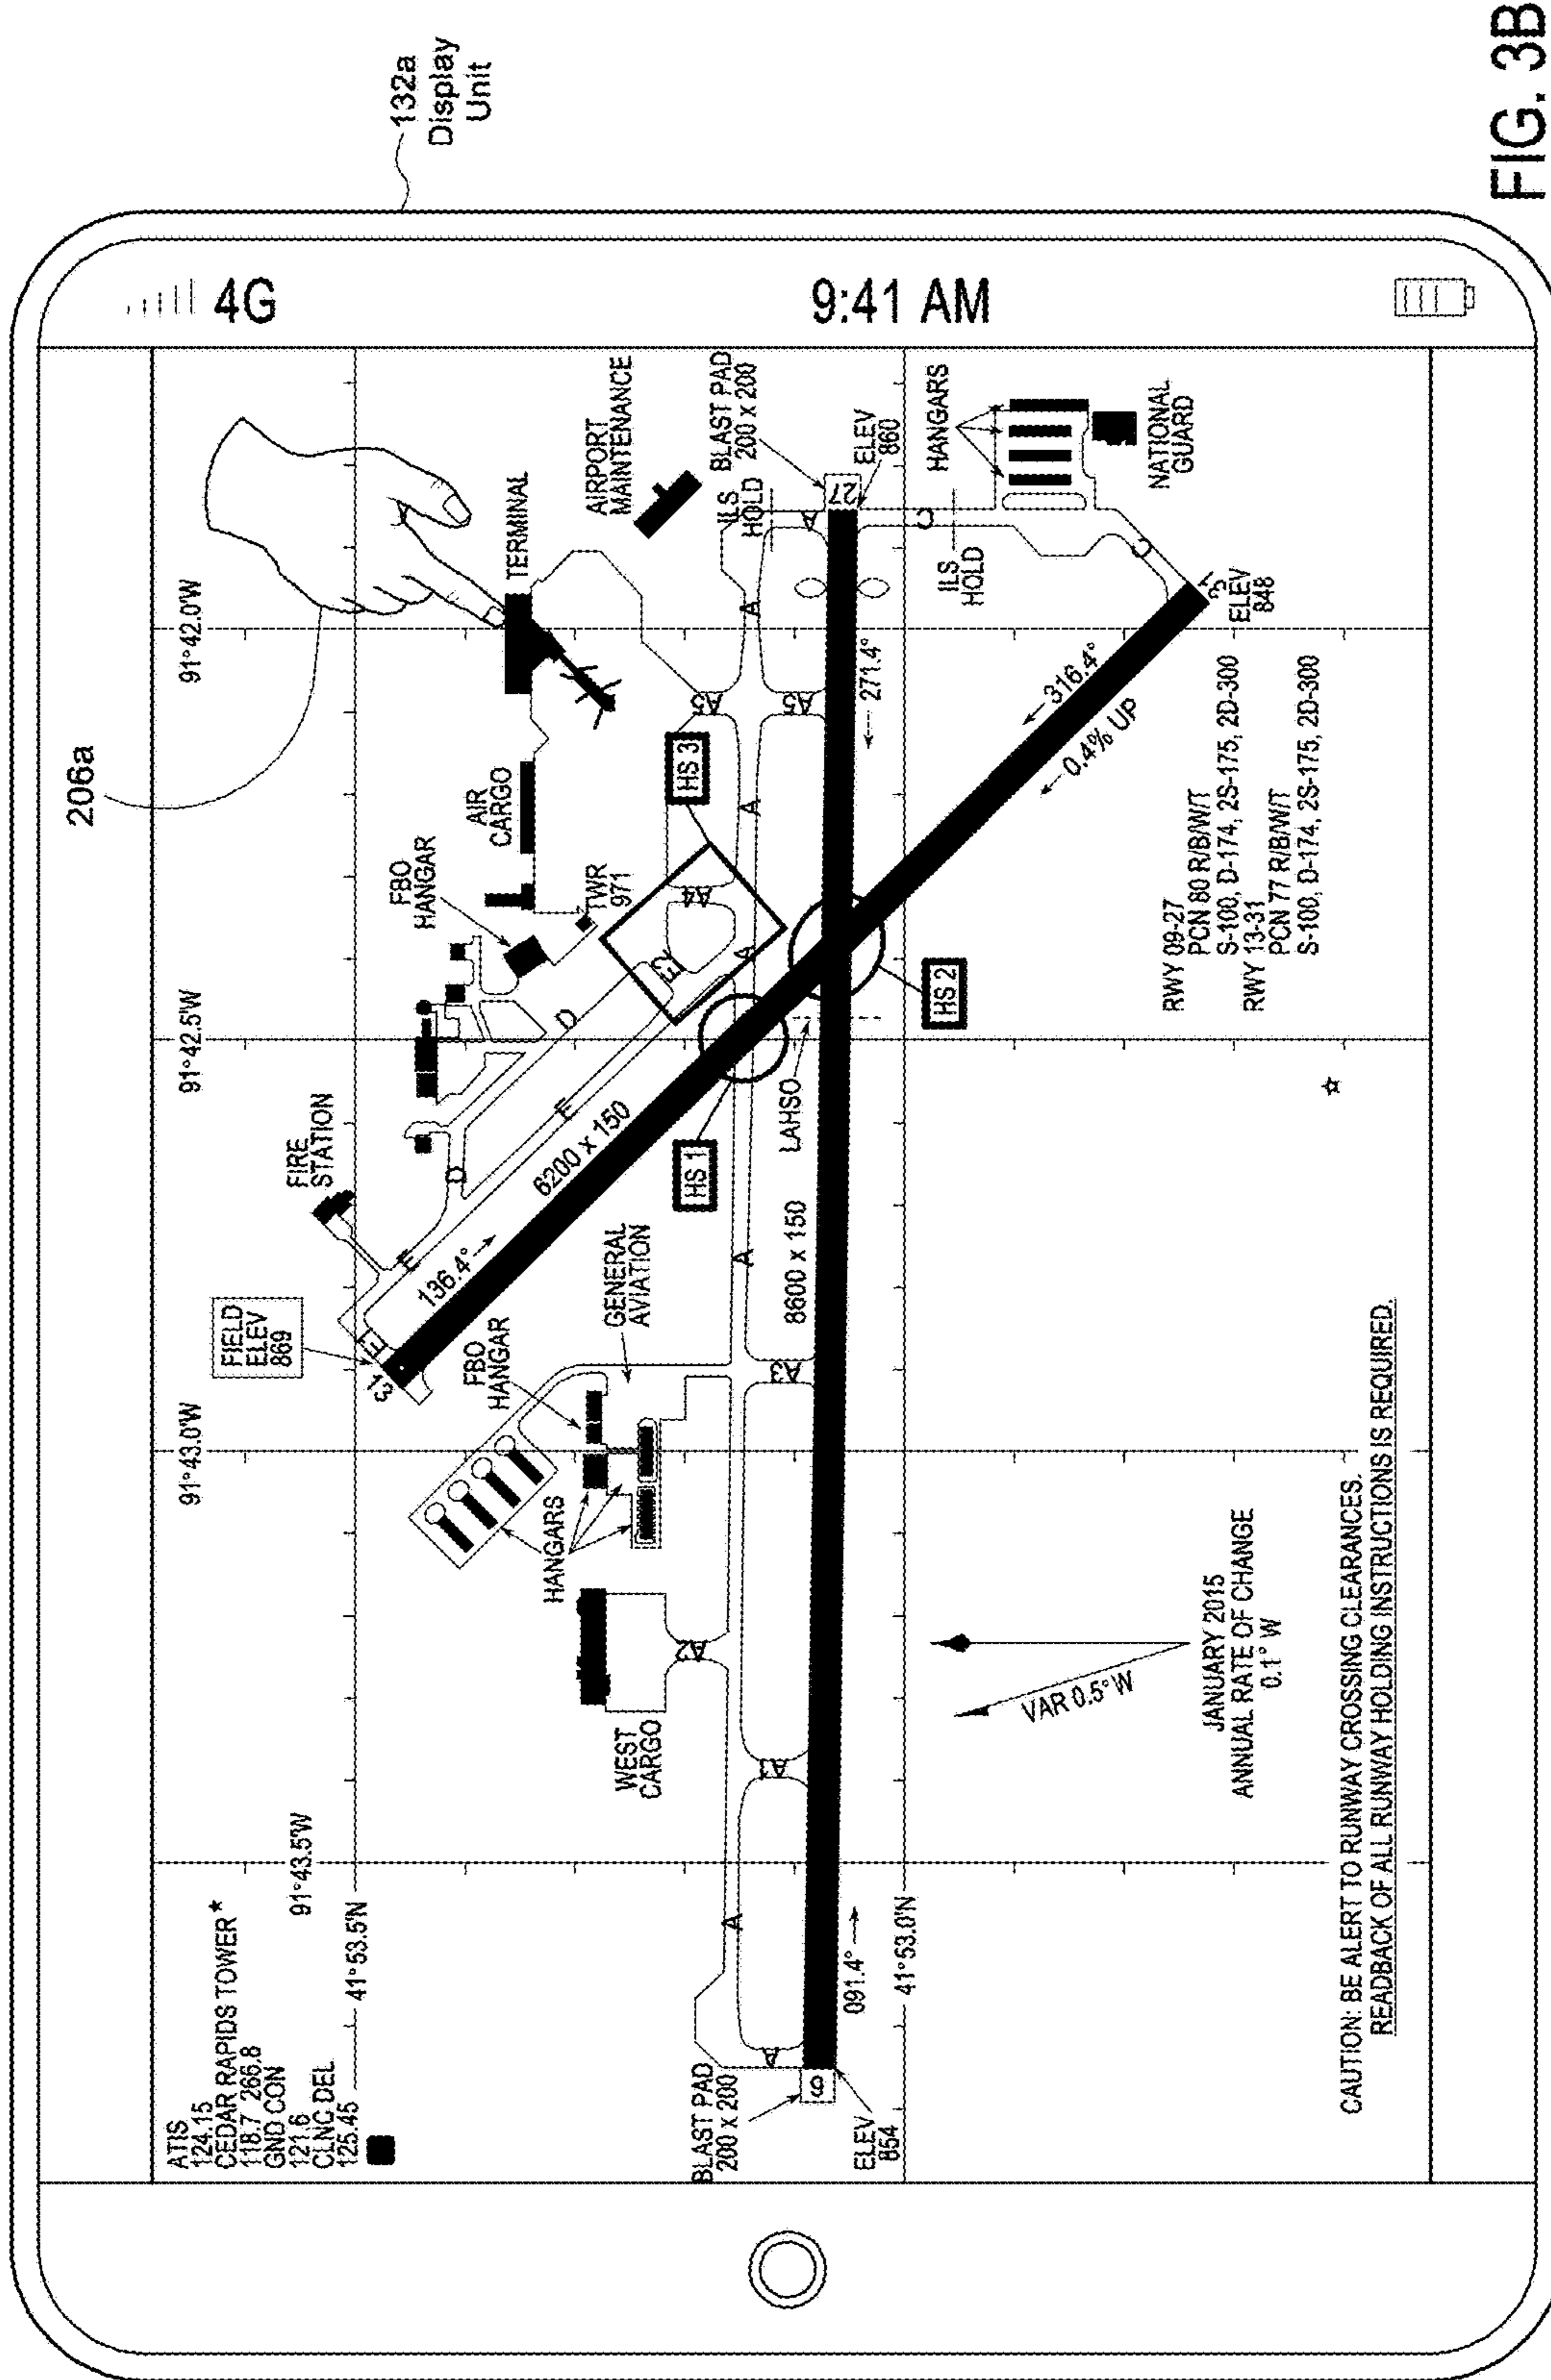 ATIS
124.15
CEDAR RAPIDS TOWER*
118.7 266.8
GND CON
121.6
CLNC DEL
125.45
91°43.5'W
41°53.5'N
91°43.0'W
91°42.5'W
91°42.0'W
206a
FIELD
ELEV
869
FIRE
STATION
FBO
HANGAR
AIR
CARGO
TERMINAL
TWR
971
AIRPORT
MAINTENANCE
13
E
E
D
D
E
E3
136.4°
6200 x 150
HANGARS
FBO
HANGAR
GENERAL
AVIATION
WEST
CARGO
A2
HS 1
HS 3
A4
A5
A5
ILS
HOLD
BLAST PAD
200 x 200
BLAST PAD
200 x 200
A
A
A1
A3
A
A
A
A
A
8600 x 150
LAHSO
9
27
ELEV
854
091.4°
41°53.0'N
271.4°
ELEV
860
HS 2
C
ILS
HOLD
C
HANGARS
NATIONAL
GUARD
316.4°
0.4% UP
31
ELEV
848
VAR 0.5° W
JANUARY 2015
ANNUAL RATE OF CHANGE
0.1° W
RWY 09-27
PCN 80 R/B/W/T
S-100, D-174, 2S-175, 2D-300
RWY 13-31
PCN 77 R/B/W/T
S-100, D-174, 2S-175, 2D-300
CAUTION: BE ALERT TO RUNWAY CROSSING CLEARANCES.
READBACK OF ALL RUNWAY HOLDING INSTRUCTIONS IS REQUIRED.
4G
9:41 AM
132a
Display
Unit
FIG. 3B